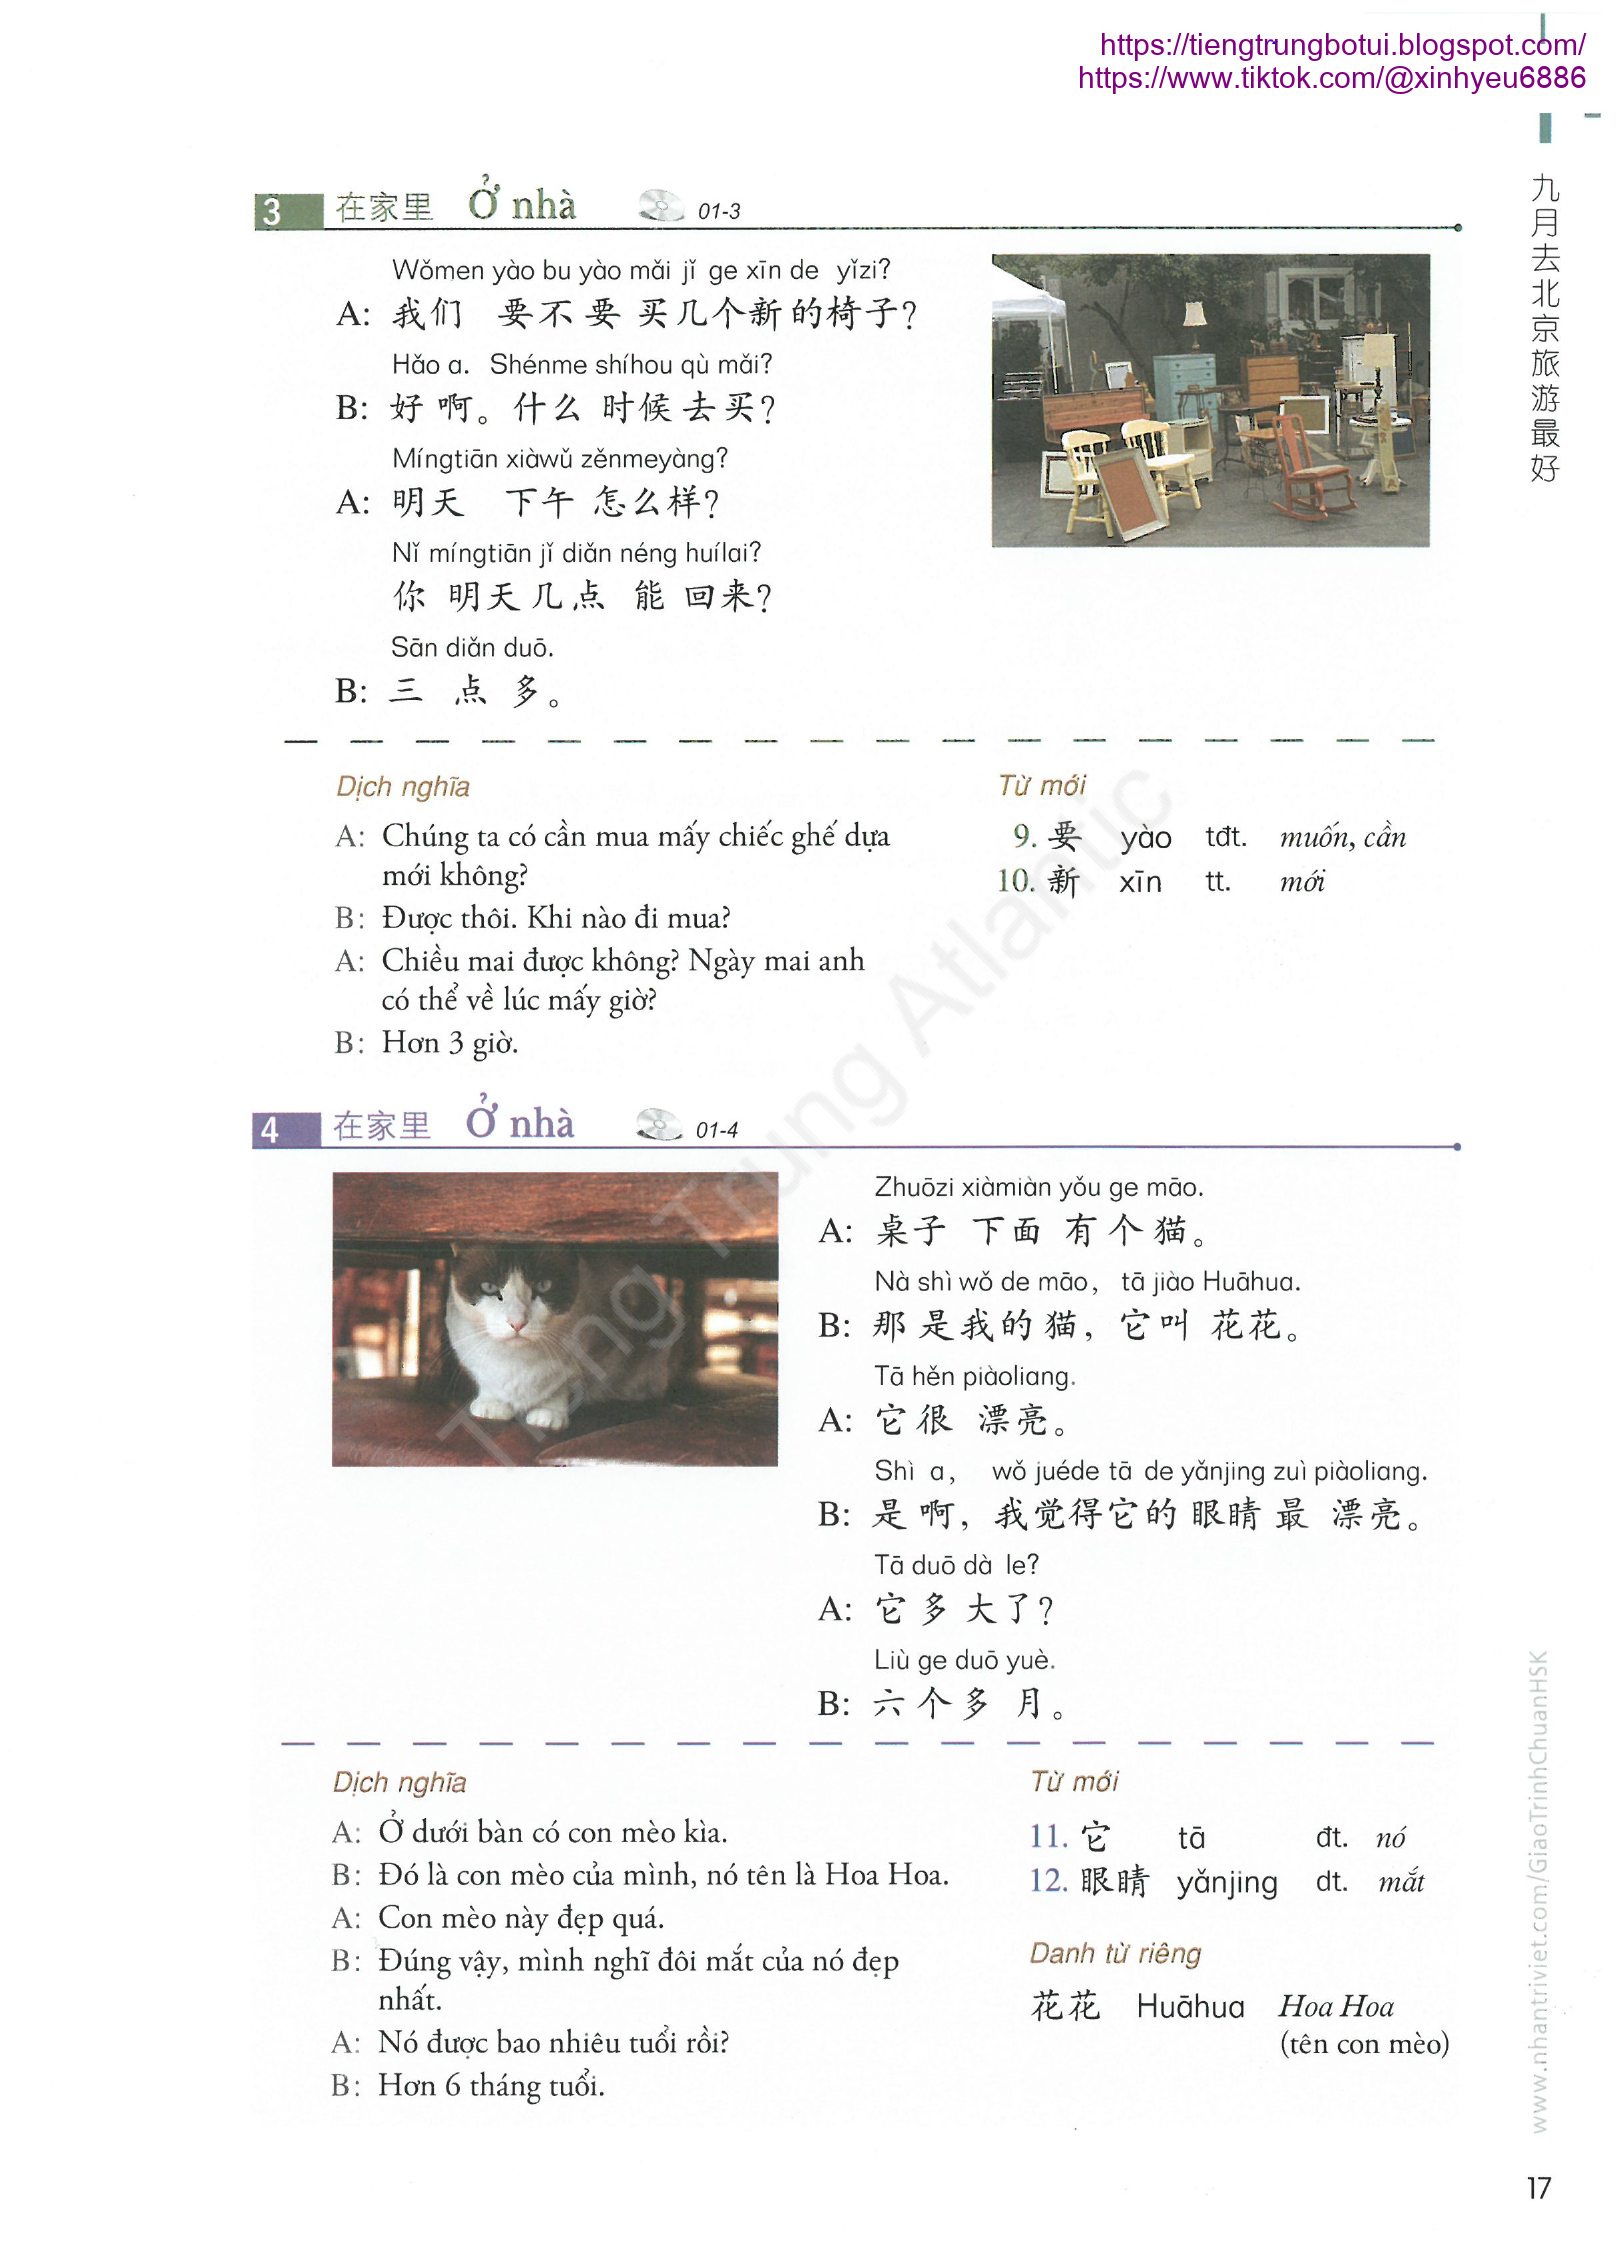 https://tiengtrungbotui.blogspot.com/
https://www.tiktok.com/@xinhyeu6886
九月去北京旅游最好
3 在家里 Ở nhà 01-3
Wǒmen yào bu yào mǎi jǐ ge xīn de yǐzi?
A: 我们 要不要 买几个新的椅子?
Hǎo a. Shénme shíhou qù mǎi?
B: 好啊。什么 时候去买?
Míngtiān xiàwǔ zěnmeyàng?
A: 明天 下午 怎么样?
Nǐ míngtiān jǐ diǎn néng huílai?
你 明天几点 能 回来?
Sān diǎn duō.
B: 三 点 多。
Dịch nghĩa
A: Chúng ta có cần mua mấy chiếc ghế dựa
mới không?
B: Được thôi. Khi nào đi mua?
A: Chiều mai được không? Ngày mai anh
có thể về lúc mấy giờ?
B: Hơn 3 giờ.
Từ mới
9. 要 yào tđt. muốn, cần
10. 新 xīn tt. mới
4 在家里 Ở nhà 01-4
Zhuōzi xiàmiàn yǒu ge māo.
A: 桌子 下面 有个猫。
Nà shì wǒ de māo, tā jiào Huāhua.
B: 那是我的猫, 它叫 花花。
Tā hěn piàoliang.
A: 它很 漂亮。
Shì a, wǒ juéde tā de yǎnjing zuì piàoliang.
B: 是啊, 我觉得它的 眼睛 最 漂亮。
Tā duō dà le?
A: 它多大了?
Liù ge duō yuè.
B: 六个多 月。
Dịch nghĩa
A: Ở dưới bàn có con mèo kìa.
B: Đó là con mèo của mình, nó tên là Hoa Hoa.
A: Con mèo này đẹp quá.
B: Đúng vậy, mình nghĩ đôi mắt của nó đẹp
nhất.
A: Nó được bao nhiêu tuổi rồi?
B: Hơn 6 tháng tuổi.
Từ mới
11. 它 tā đt. nó
12. 眼睛 yǎnjing dt. mắt
Danh từ riêng
花花 Huāhua Hoa Hoa
(tên con mèo)
Tiếng Trung Atlantic
www.nhantriviet.com/GiaoTrinhChuanHSK
17